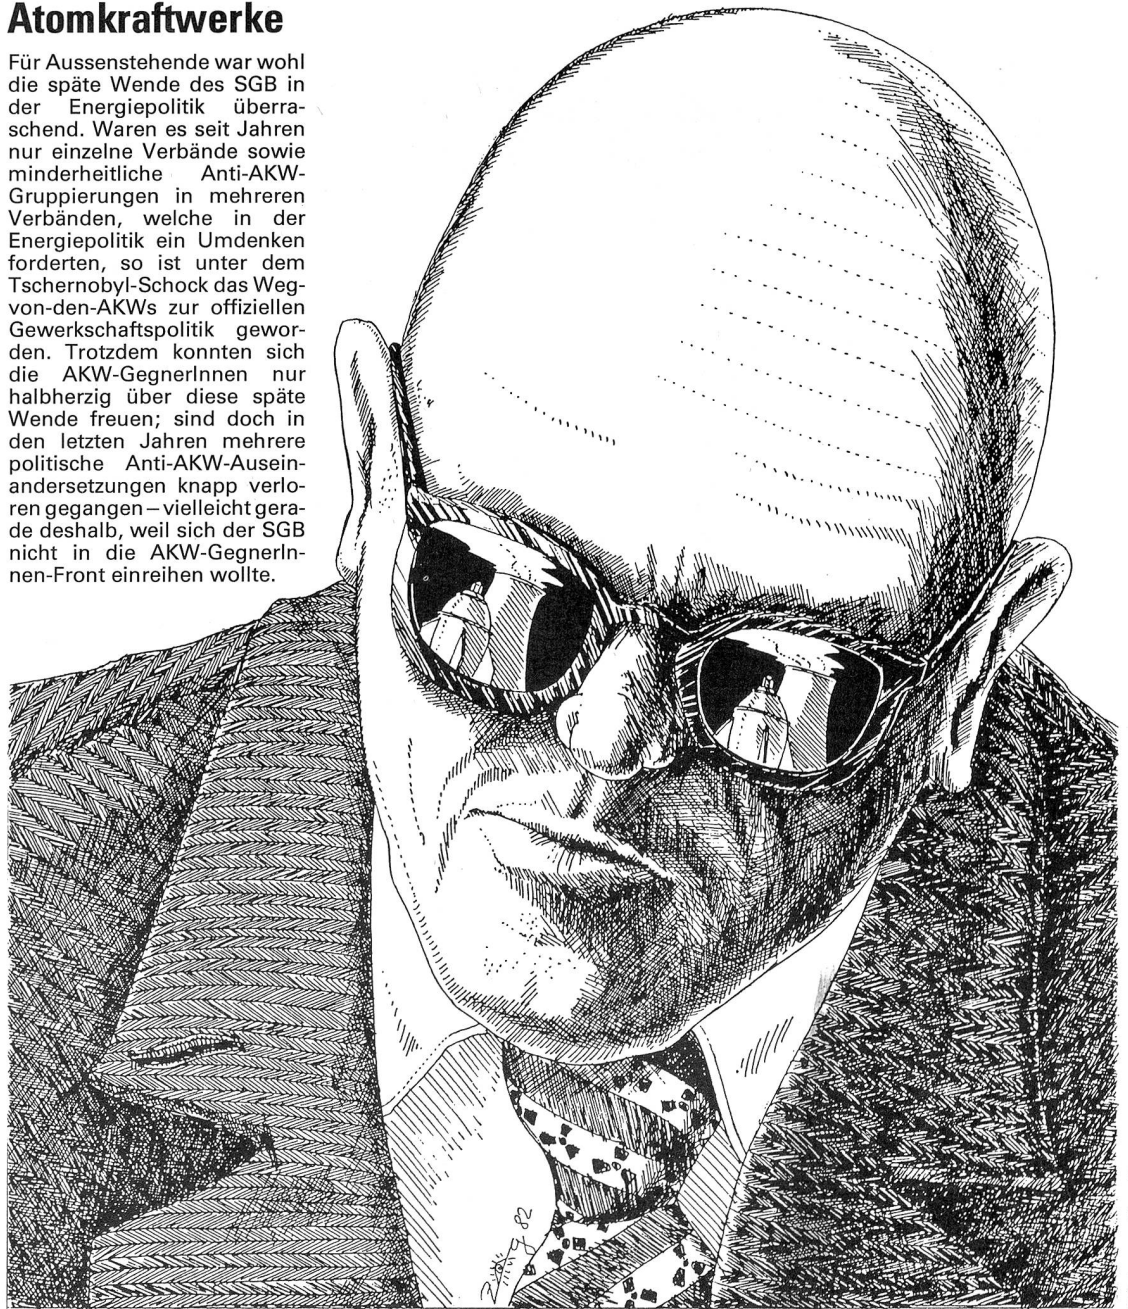 Atomkraftwerke
Für Aussenstehende war wohl
die späte Wende des SGB in
der Energiepolitik überra-
schend. Waren es seit Jahren
nur einzelne Verbände sowie
minderheitliche Anti-AKW-
Gruppierungen in mehreren
Verbänden, welche in der
Energiepolitik ein Umdenken
forderten, so ist unter dem
Tschernobyl-Schock das Weg-
von-den-AKWs zur offiziellen
Gewerkschaftspolitik gewor-
den. Trotzdem konnten sich
die AKW-GegnerInnen nur
halbherzig über diese späte
Wende freuen; sind doch in
den letzten Jahren mehrere
politische Anti-AKW-Ausein-
andersetzungen knapp verlo-
ren gegangen – vielleicht gera-
de deshalb, weil sich der SGB
nicht in die AKW-GegnerIn-
nen-Front einreihen wollte.
82